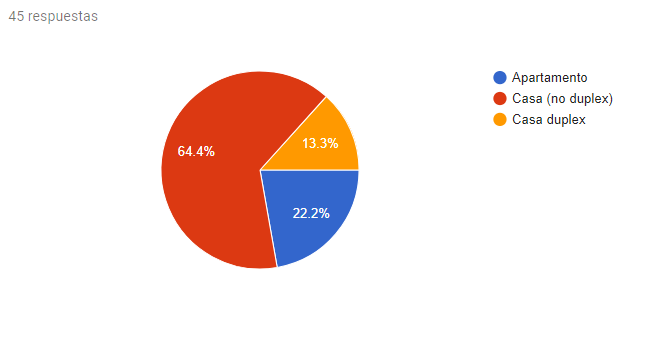 45 respuestas
Apartamento
Casa (no duplex)
Casa duplex
64.4%
13.3%
22.2%